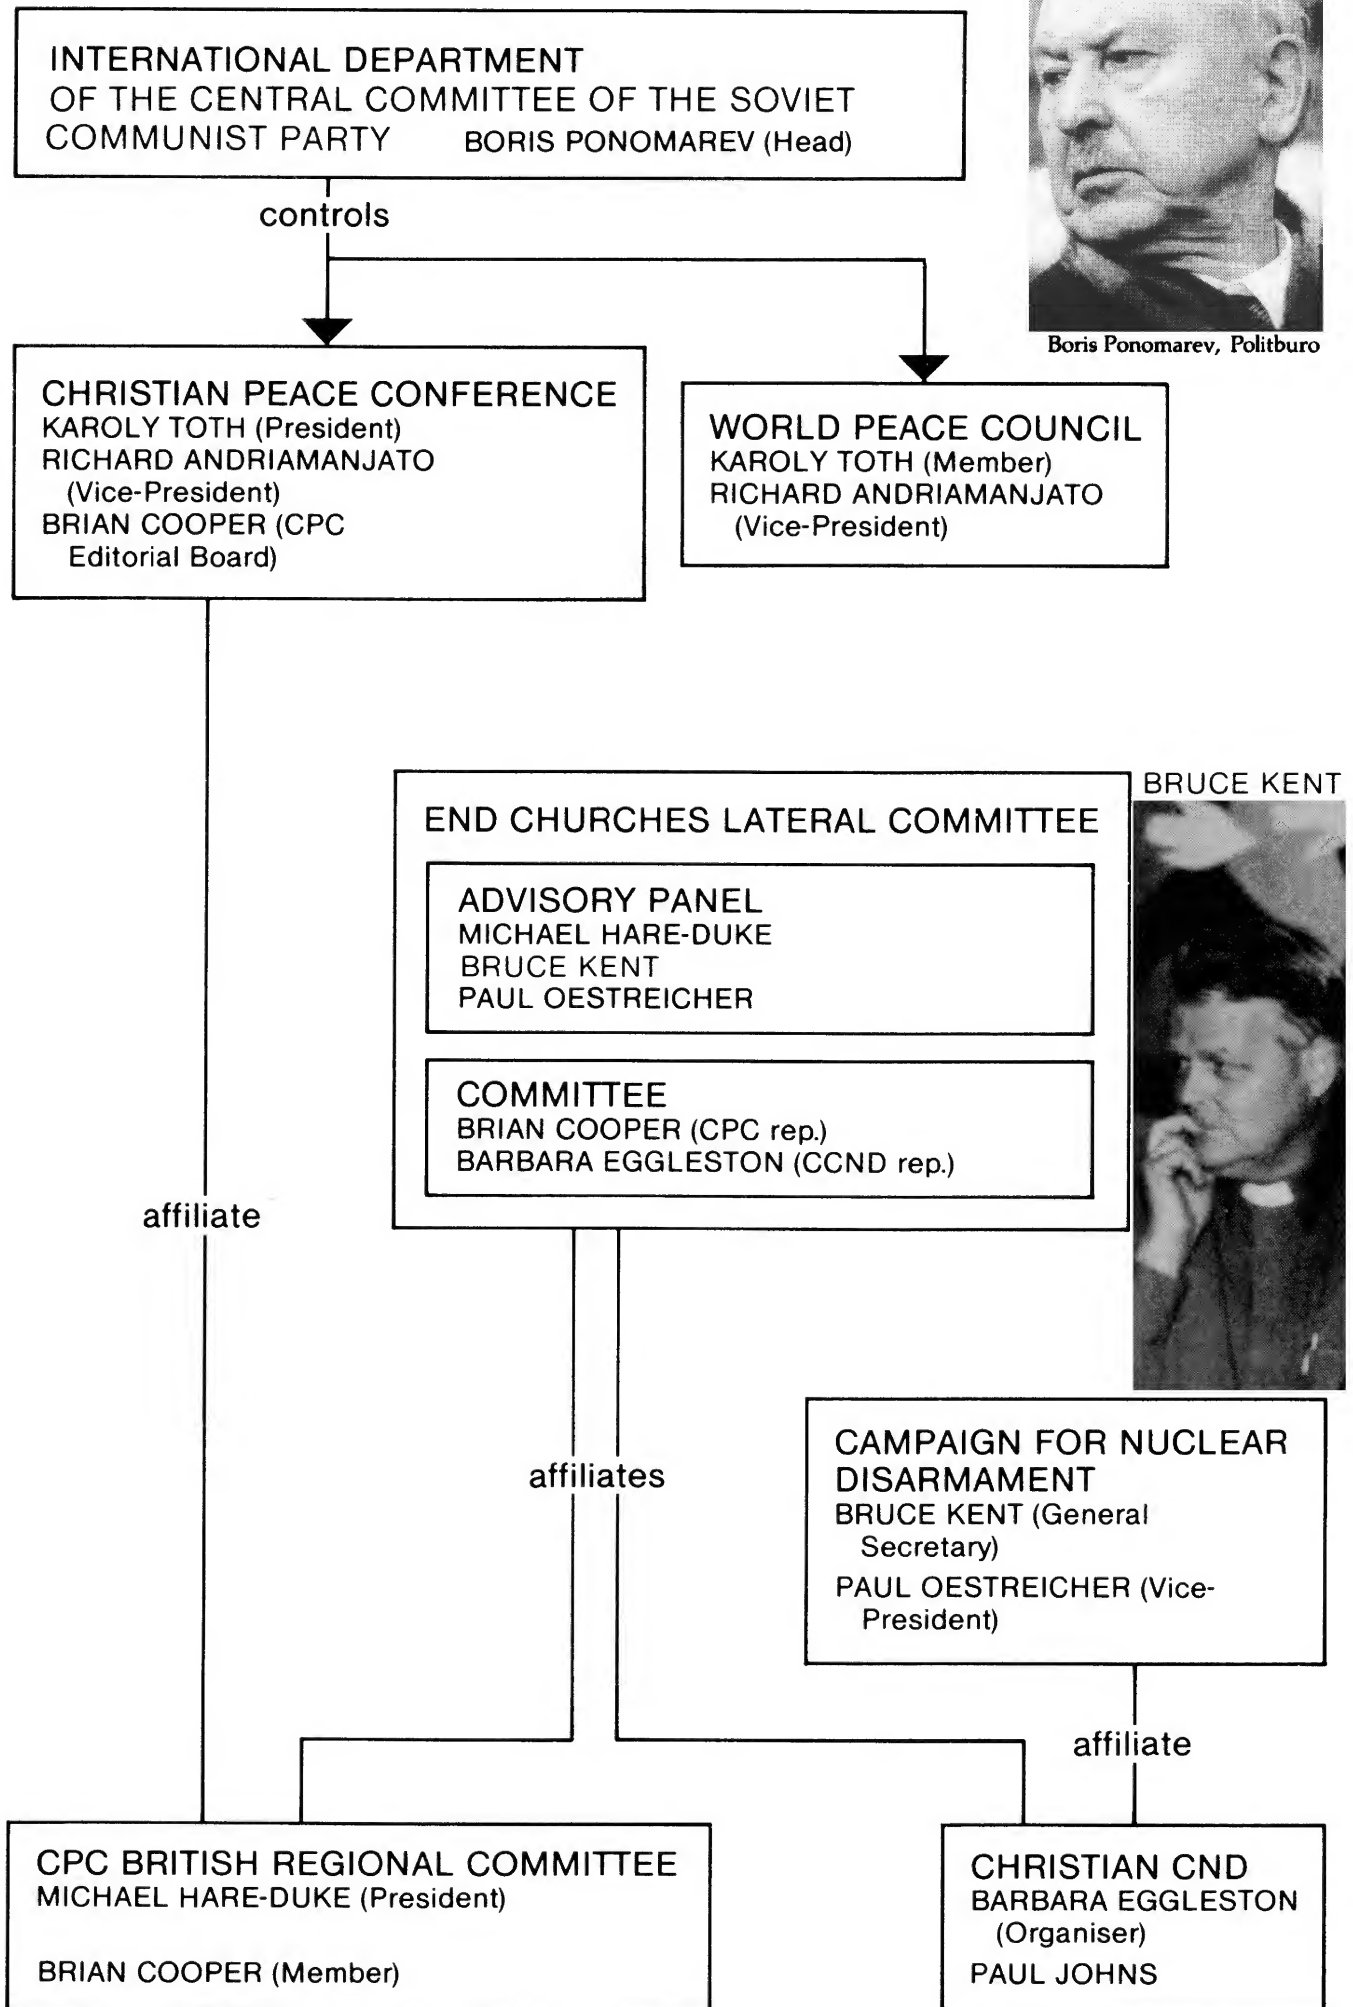 INTERNATIONAL DEPARTMENT
OF THE CENTRAL COMMITTEE OF THE SOVIET
COMMUNIST PARTY BORIS PONOMAREV (Head)
controls
Boris Ponomarev, Politburo
CHRISTIAN PEACE CONFERENCE
KAROLY TOTH (President)
RICHARD ANDRIAMANJATO
(Vice-President)
BRIAN COOPER (CPC
Editorial Board)
WORLD PEACE COUNCIL
KAROLY TOTH (Member)
RICHARD ANDRIAMANJATO
(Vice-President)
BRUCE KENT
END CHURCHES LATERAL COMMITTEE
ADVISORY PANEL
MICHAEL HARE-DUKE
BRUCE KENT
PAUL OESTREICHER
COMMITTEE
BRIAN COOPER (CPC rep.)
BARBARA EGGLESTON (CCND rep.)
affiliate
affiliates
CAMPAIGN FOR NUCLEAR
DISARMAMENT
BRUCE KENT (General
Secretary)
PAUL OESTREICHER (Vice-
President)
affiliate
CPC BRITISH REGIONAL COMMITTEE
MICHAEL HARE-DUKE (President)
BRIAN COOPER (Member)
CHRISTIAN CND
BARBARA EGGLESTON
(Organiser)
PAUL JOHNS